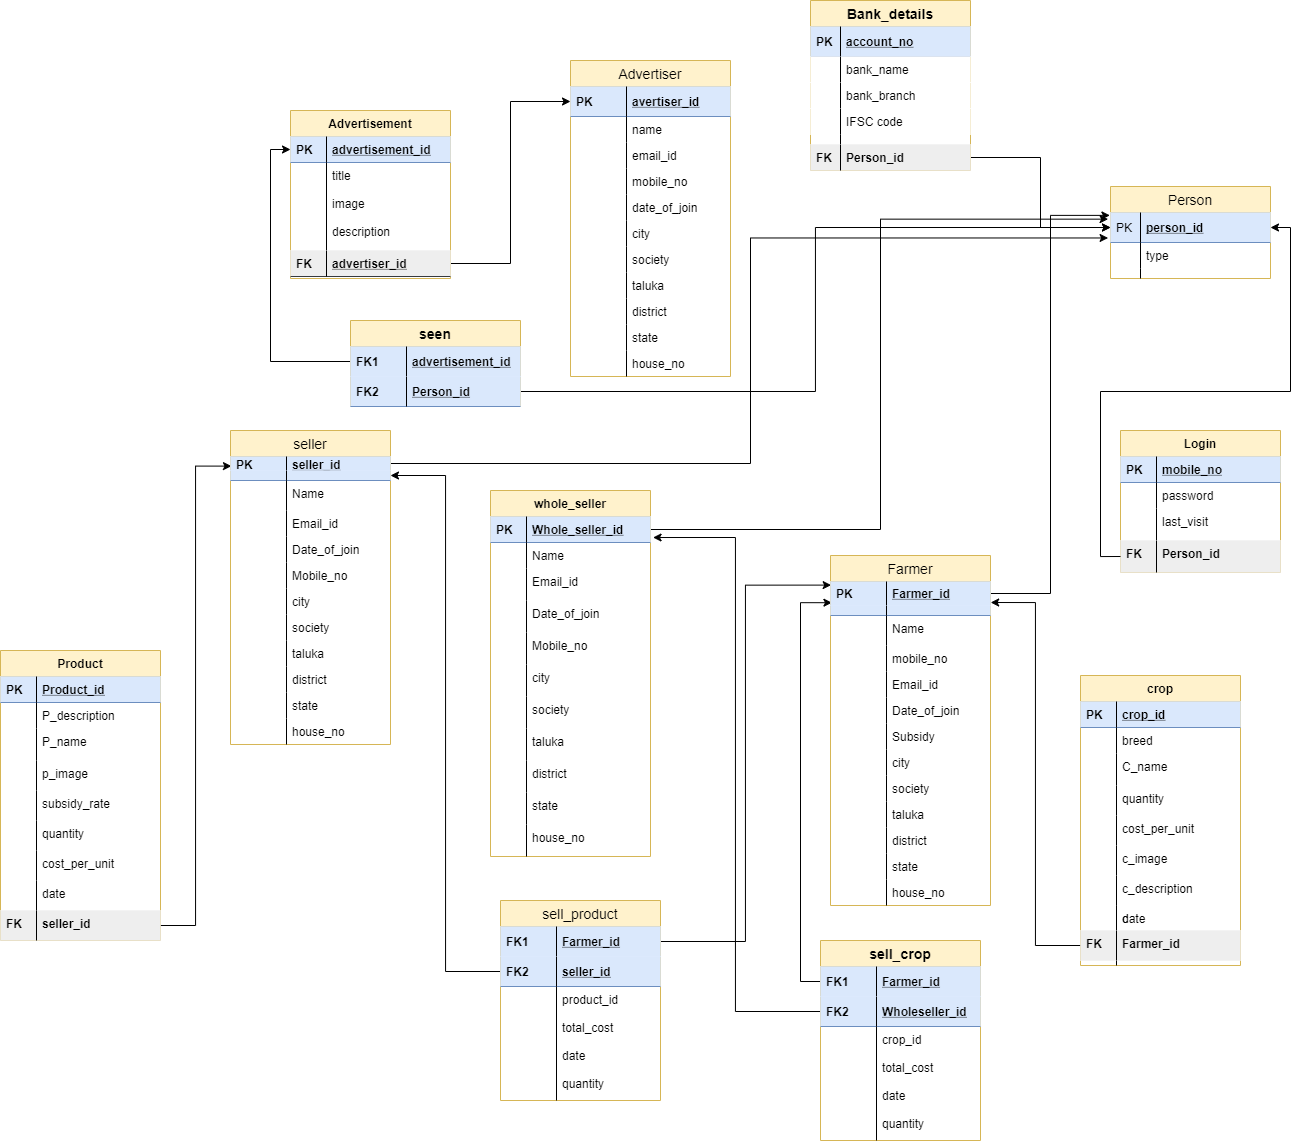 Bank_details
PK account_no
bank_name
bank_branch
IFSC code
FK Person_id
Advertiser
PK avertiser_id
name
email_id
mobile_no
date_of_join
city
society
taluka
district
state
house_no
Advertisement
PK advertisement_id
title
image
description
FK advertiser_id
Person
PK person_id
type
seen
FK1 advertisement_id
FK2 Person_id
seller
PK seller_id
Name
Email_id
Date_of_join
Mobile_no
city
society
taluka
district
state
house_no
Login
PK mobile_no
password
last_visit
FK Person_id
whole_seller
PK Whole_seller_id
Name
Email_id
Date_of_join
Mobile_no
city
society
taluka
district
state
house_no
Farmer
PK Farmer_id
Name
mobile_no
Email_id
Date_of_join
Subsidy
city
society
taluka
district
state
house_no
Product
PK Product_id
P_description
P_name
p_image
subsidy_rate
quantity
cost_per_unit
date
FK seller_id
crop
PK crop_id
breed
C_name
quantity
cost_per_unit
c_image
c_description
date
FK Farmer_id
sell_product
FK1 Farmer_id
FK2 seller_id
product_id
total_cost
date
quantity
sell_crop
FK1 Farmer_id
FK2 Wholeseller_id
crop_id
total_cost
date
quantity